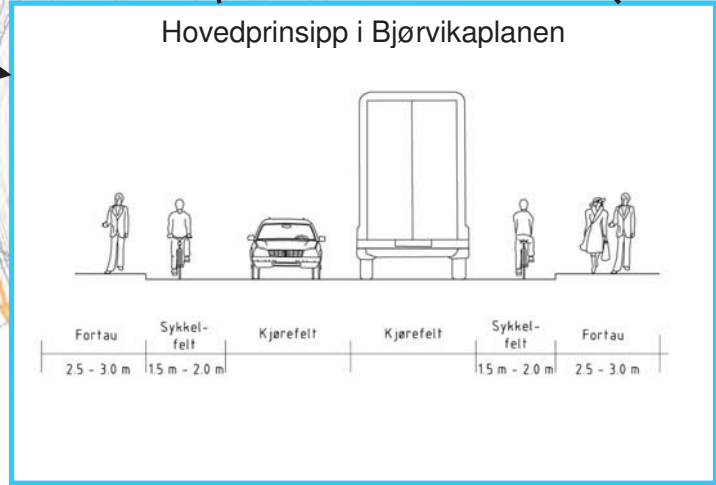 Hovedprinsipp i Bjørvikaplanen
Fortau
Sykkel-
felt
Kjørefelt
Kjørefelt
Sykkel-
felt
Fortau
2.5 - 3.0 m
1.5 m - 2.0 m
1.5 m - 2.0 m
2.5 - 3.0 m